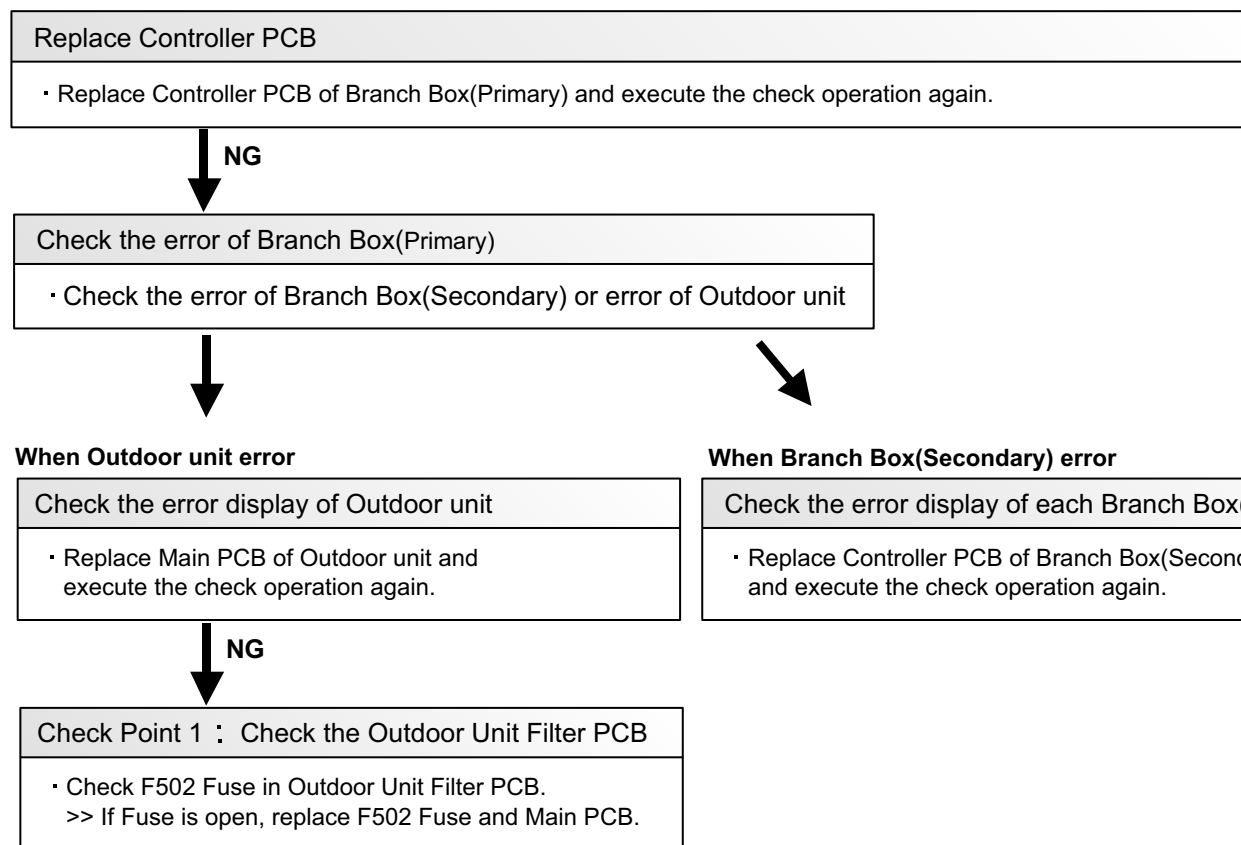 Replace Controller PCB
・Replace Controller PCB of Branch Box(Primary) and execute the check operation again.
NG
Check the error of Branch Box(Primary)
・Check the error of Branch Box(Secondary) or error of Outdoor unit
When Outdoor unit error
Check the error display of Outdoor unit
・Replace Main PCB of Outdoor unit and
execute the check operation again.
NG
Check Point 1 : Check the Outdoor Unit Filter PCB
・Check F502 Fuse in Outdoor Unit Filter PCB.
>> If Fuse is open, replace F502 Fuse and Main PCB.
When Branch Box(Secondary) error
Check the error display of each Branch Box(
・Replace Controller PCB of Branch
and execute the check operation again.